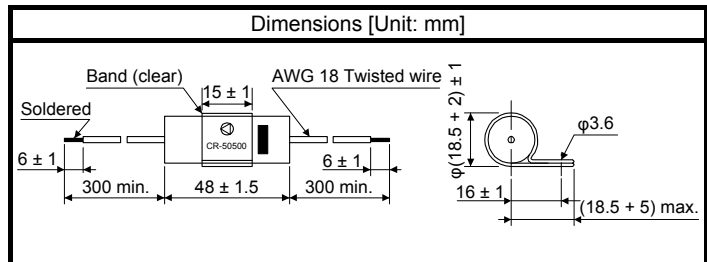 Dimensions [Unit: mm]
Band (clear)
AWG 18 Twisted wire
15 ± 1
Soldered
CR-50500
6 ± 1
6 ± 1
300 min.
48 ± 1.5
300 min.
φ(18.5 + 2) ± 1
φ3.6
16 ± 1
(18.5 + 5) max.